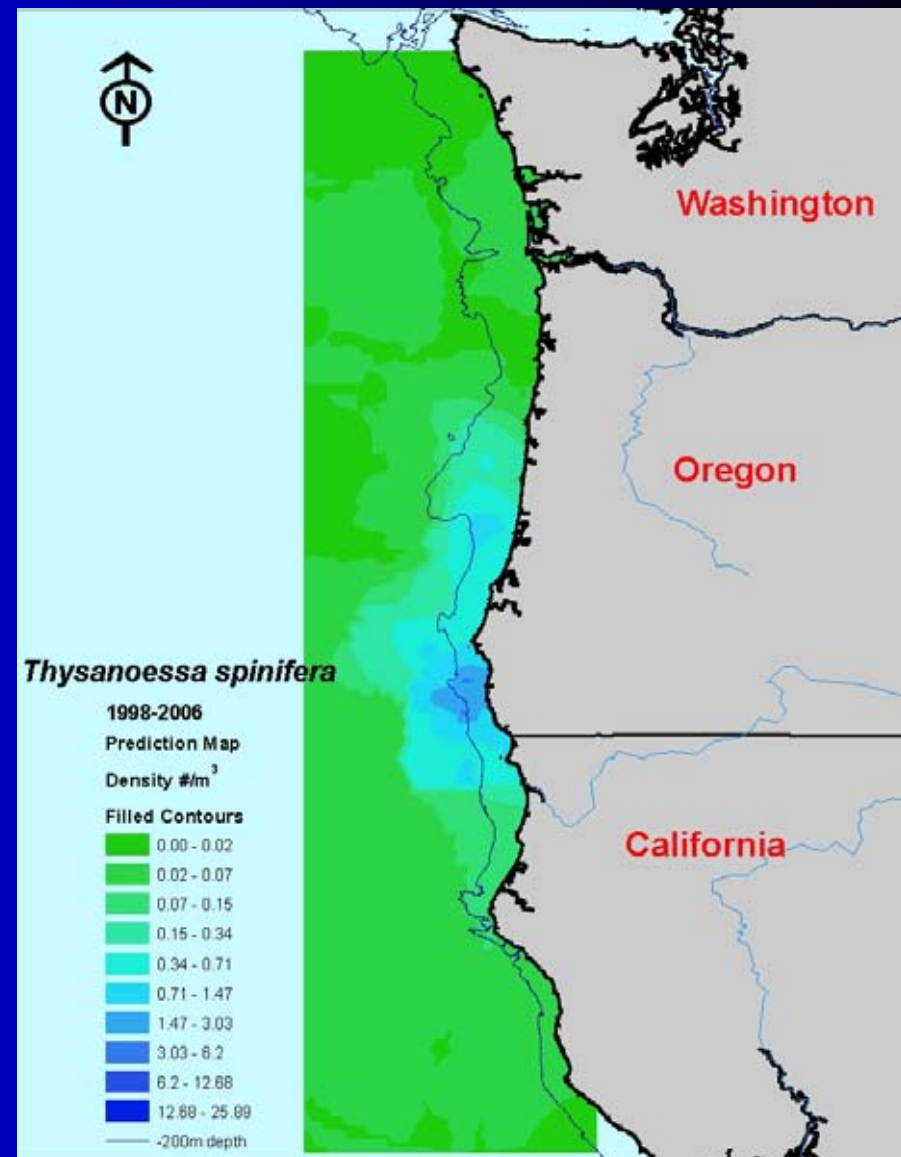 N
Washington
Oregon
California
Thysanoessa spinifera
1998-2006
Prediction Map
Density #/m³
Filled Contours
0.00 - 0.02
0.02 - 0.07
0.07 - 0.15
0.15 - 0.34
0.34 - 0.71
0.71 - 1.47
1.47 - 3.03
3.03 - 6.2
6.2 - 12.68
12.68 - 25.89
-200m depth